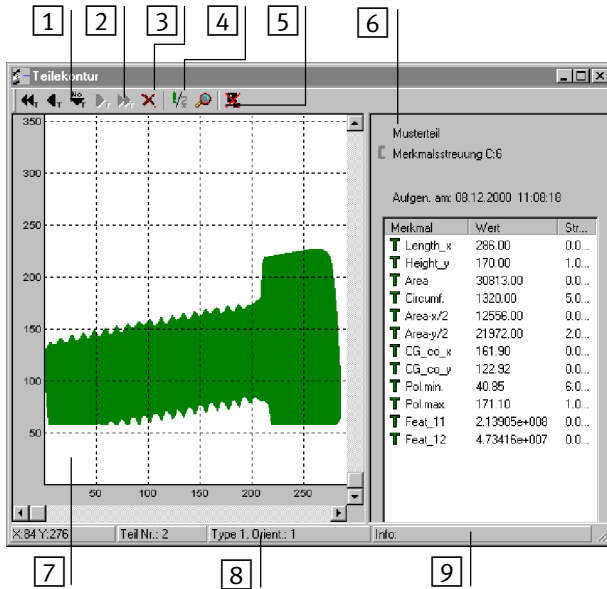 1 2 3 4 5 6
Teilekontur
No
1/2
350
300
250
200
150
100
50
50 100 150 200 250
Musterteil
Merkmalsstreuung C:6
Aufgen. am: 08.12.2000 11:08:18
Merkmal Wert Str...
T Length_x 286.00 0.0...
T Height_y 170.00 1.0...
T Area 30813.00 0.0...
T Circumf. 1320.00 5.0...
T Area-x/2 12556.00 0.0...
T Area-y/2 21972.00 2.0...
T CG_co_x 161.90 0.0...
T CG_co_y 122.92 0.0...
T Pol.min. 40.85 6.0...
T Pol.max. 171.10 1.0...
T Feat_11 2.13905e+008 0.0...
T Feat_12 4.73416e+007 0.0...
X:84 Y:276 Teil Nr.: 2 Type 1, Orient.: 1 Info:
7 8 9